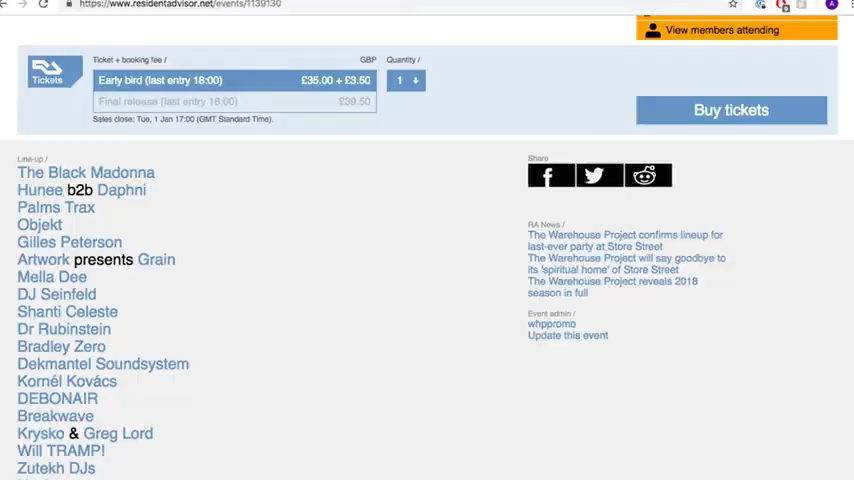 https://www.residentadvisor.net/events/1139130
View members attending
RA
Tickets
Ticket + booking fee /
GBP
Quantity /
Early bird (last entry 18:00)
£35.00 + £3.50
1
Final release (last entry 18:00)
£39.50
Sales close: Tue, 1 Jan 17:00 (GMT Standard Time).
Buy tickets
Line-up /
The Black Madonna
Hunee b2b Daphni
Palms Trax
Objekt
Gilles Peterson
Artwork presents Grain
Mella Dee
DJ Seinfeld
Shanti Celeste
Dr Rubinstein
Bradley Zero
Dekmantel Soundsystem
Kornél Kovács
DEBONAIR
Breakwave
Krysko & Greg Lord
Will TRAMP!
Zutekh DJs
Share
RA News /
The Warehouse Project confirms lineup for
last-ever party at Store Street
The Warehouse Project will say goodbye to
its 'spiritual home' of Store Street
The Warehouse Project reveals 2018
season in full
Event admin /
whppromo
Update this event